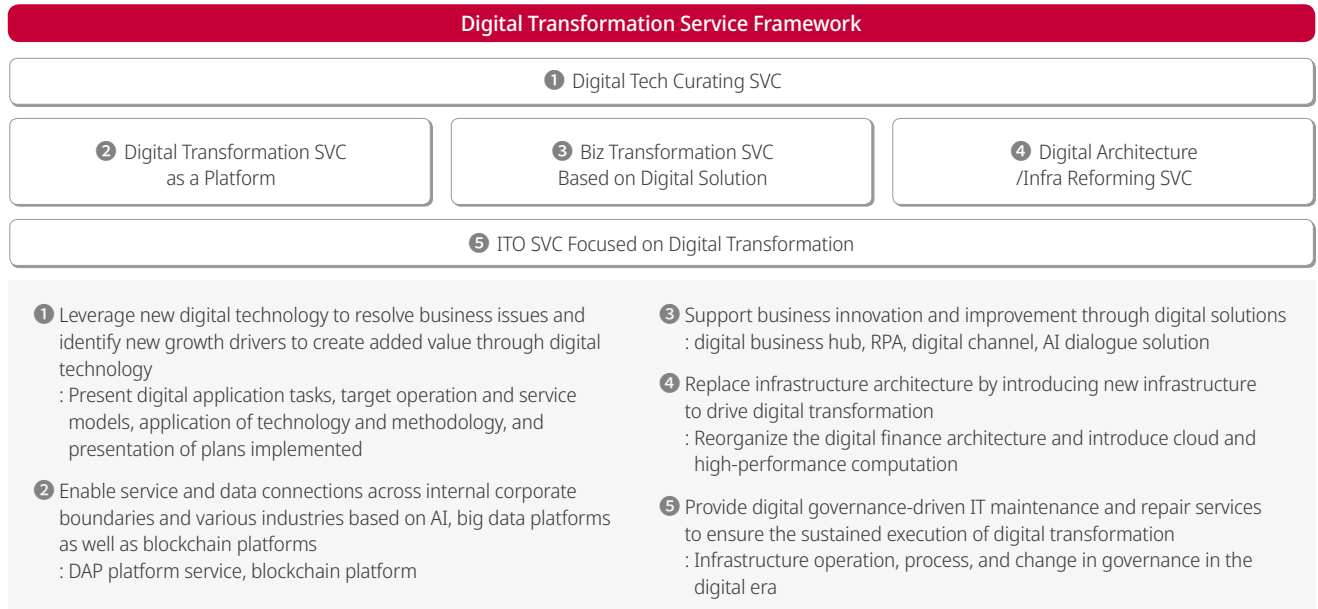 Digital Transformation Service Framework
❶ Digital Tech Curating SVC
❷ Digital Transformation SVC
as a Platform
❸ Biz Transformation SVC
Based on Digital Solution
❹ Digital Architecture
/Infra Reforming SVC
❺ ITO SVC Focused on Digital Transformation
❶ Leverage new digital technology to resolve business issues and
identify new growth drivers to create added value through digital
technology
: Present digital application tasks, target operation and service
models, application of technology and methodology, and
presentation of plans implemented
❷ Enable service and data connections across internal corporate
boundaries and various industries based on AI, big data platforms
as well as blockchain platforms
: DAP platform service, blockchain platform
❸ Support business innovation and improvement through digital solutions
: digital business hub, RPA, digital channel, AI dialogue solution
❹ Replace infrastructure architecture by introducing new infrastructure
to drive digital transformation
: Reorganize the digital finance architecture and introduce cloud and
high-performance computation
❺ Provide digital governance-driven IT maintenance and repair services
to ensure the sustained execution of digital transformation
: Infrastructure operation, process, and change in governance in the
digital era